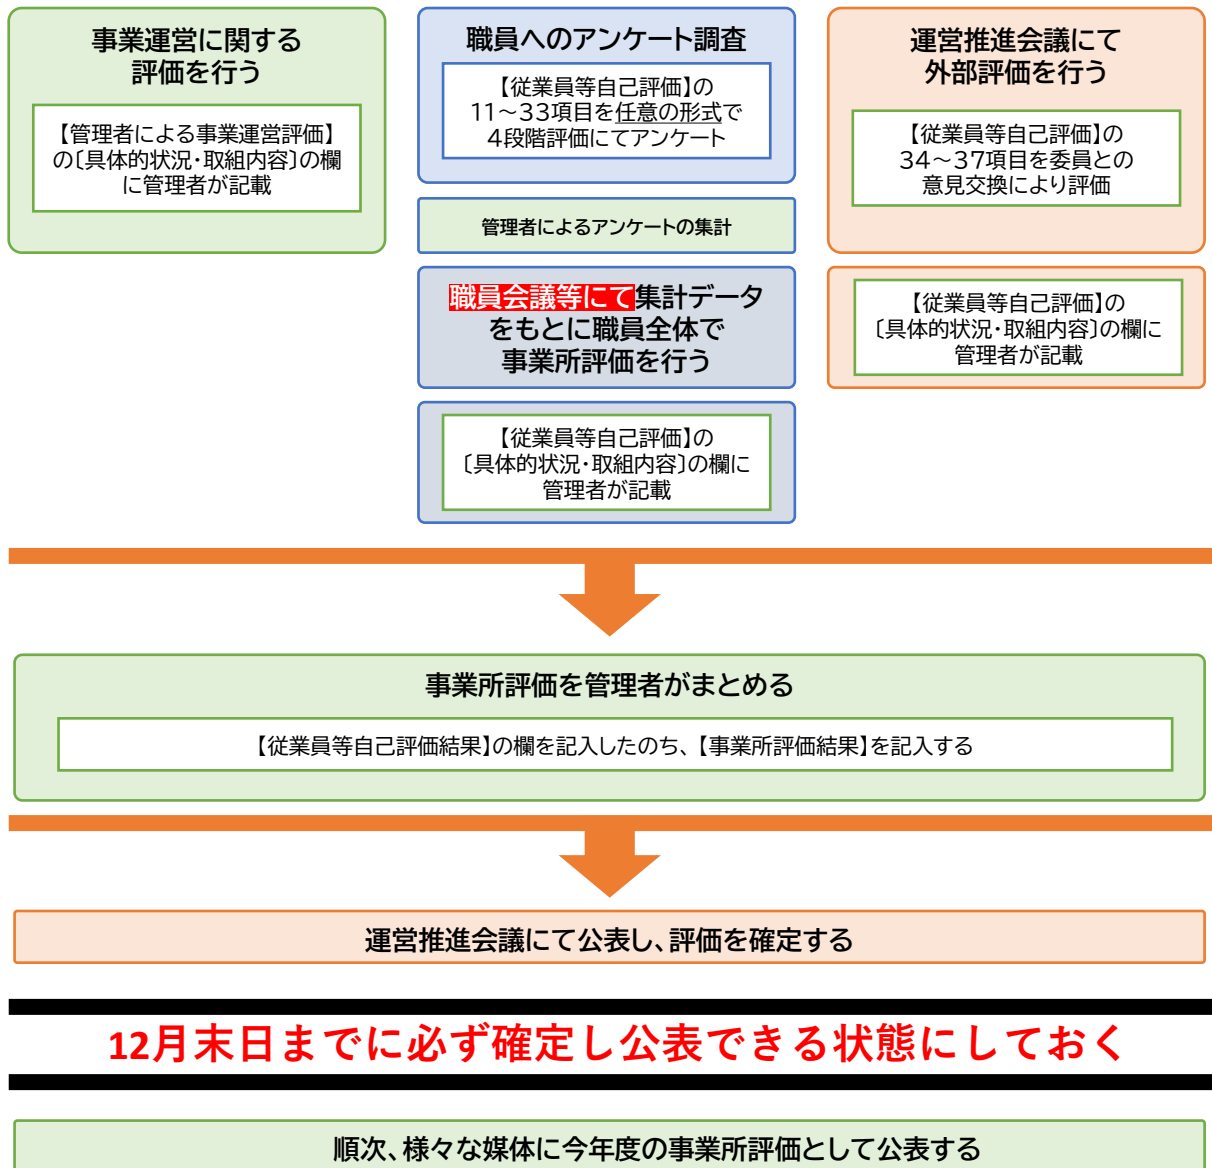 事業運営に関する
評価を行う
【管理者による事業運営評価】
の〔具体的状況・取組内容〕の欄
に管理者が記載
職員へのアンケート調査
【従業員等自己評価】の
11～33項目を任意の形式で
4段階評価にてアンケート
管理者によるアンケートの集計
職員会議等にて集計データ
をもとに職員全体で
事業所評価を行う
【従業員等自己評価】の
〔具体的状況・取組内容〕の欄に
管理者が記載
運営推進会議にて
外部評価を行う
【従業員等自己評価】の
34～37項目を委員との
意見交換により評価
【従業員等自己評価】の
〔具体的状況・取組内容〕の欄に
管理者が記載
事業所評価を管理者がまとめる
【従業員等自己評価結果】の欄を記入したのち、【事業所評価結果】を記入する
運営推進会議にて公表し、評価を確定する
12月末日までに必ず確定し公表できる状態にしておく
順次、様々な媒体に今年度の事業所評価として公表する